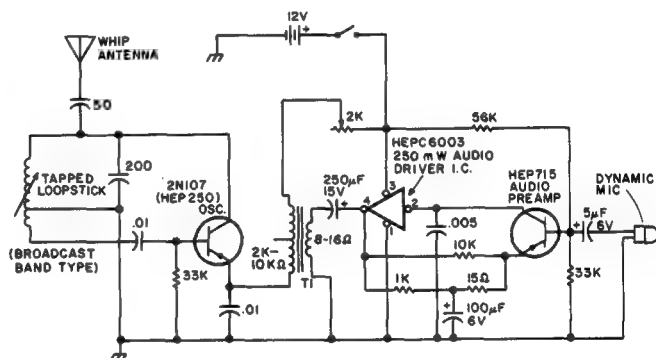 12V
+
WHIP
ANTENNA
50
2K
56K
HEPC6003
250 mW AUDIO
DRIVER I.C.
HEP715
AUDIO
PREAMP
DYNAMIC
MIC
TAPPED
LOOPSTICK
200
2N107
(HEP250)
OSC.
250µF
15V
+
4
3
2
1
5µF
6V
+
.01
.005
(BROADCAST
BAND TYPE)
2K-
10KΩ
8-16Ω
T1
10K
33K
1K
15Ω
33K
.01
100µF
6V
+